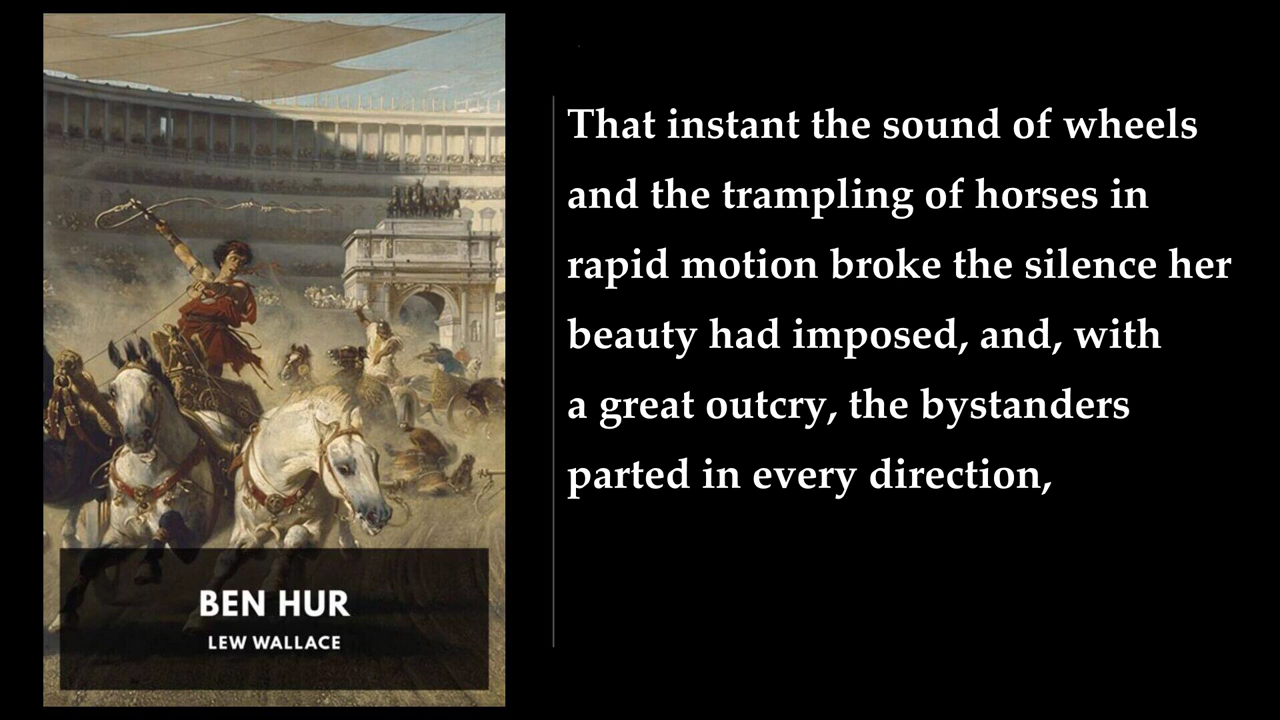 BEN HUR
LEW WALLACE
That instant the sound of wheels
and the trampling of horses in
rapid motion broke the silence her
beauty had imposed, and, with
a great outcry, the bystanders
parted in every direction,